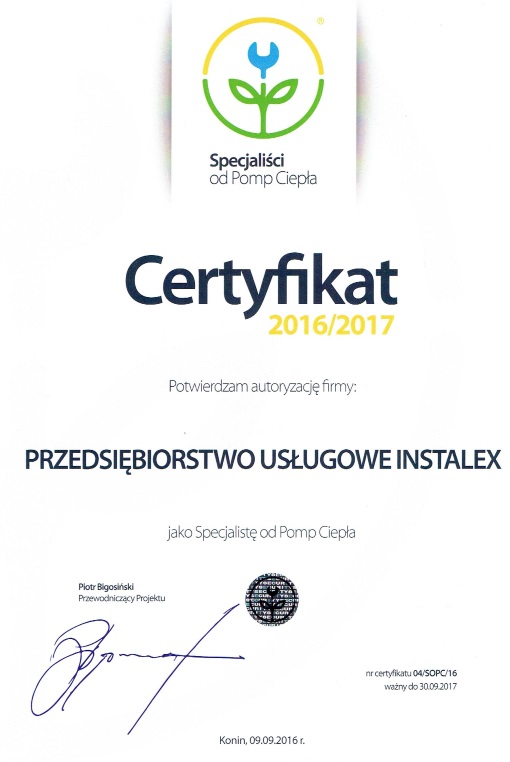 ®
Specjaliści
od Pomp Ciepła
Certyfikat
2016/2017
Potwierdzam autoryzację firmy:
PRZEDSIĘBIORSTWO USŁUGOWE INSTALEX
jako Specjalistę od Pomp Ciepła
Piotr Bigosiński
Przewodniczący Projektu
nr certyfikatu 04/SOPC/16
ważny do 30.09.2017
Konin, 09.09.2016 r.